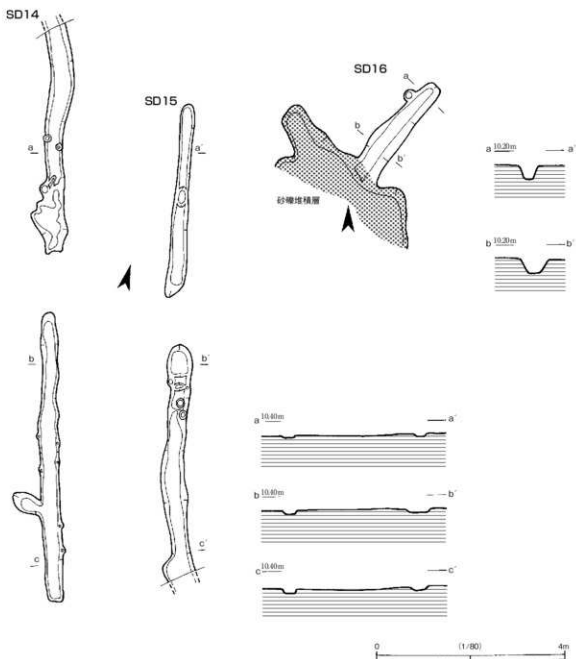 SD14
SD15
SD16
a
a´
a
b
b´
砂礫堆積層
a 10.20m a´
b 10.20m b´
b
b´
c
c´
a 10.40m a´
b 10.40m b´
c 10.40m c´
0 (1/80) 4m